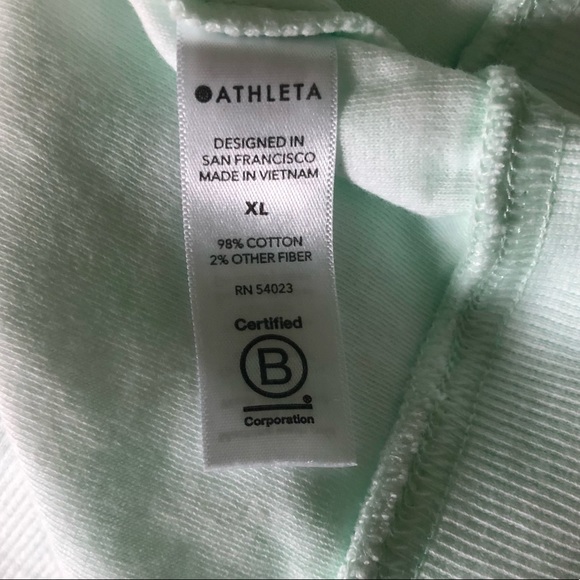 ATHLETA
DESIGNED IN
SAN FRANCISCO
MADE IN VIETNAM
XL
98% COTTON
2% OTHER FIBER
RN 54023
Certified
B
®
Corporation